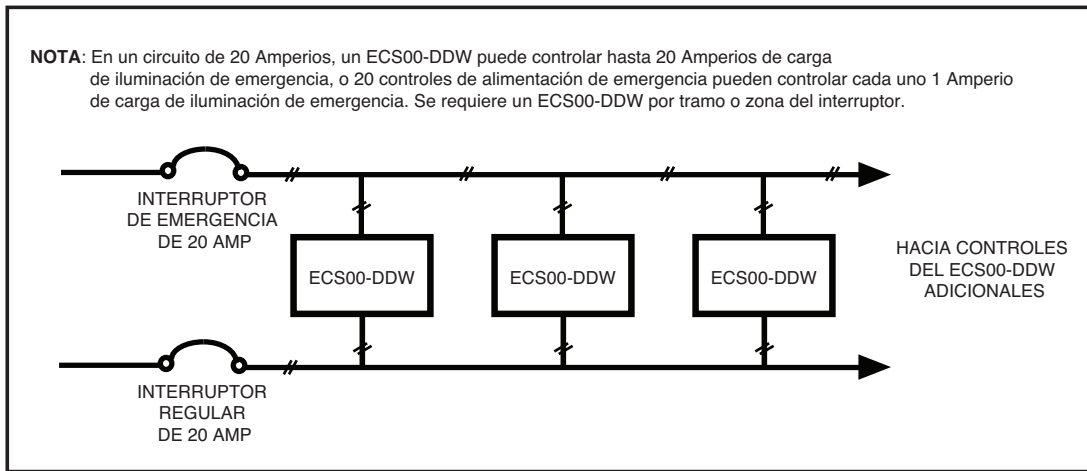 NOTA: En un circuito de 20 Amperios, un ECS00-DDW puede controlar hasta 20 Amperios de carga
de iluminación de emergencia, o 20 controles de alimentación de emergencia pueden controlar cada uno 1 Amperio
de carga de iluminación de emergencia. Se requiere un ECS00-DDW por tramo o zona del interruptor.
INTERRUPTOR
DE EMERGENCIA
DE 20 AMP
ECS00-DDW
ECS00-DDW
ECS00-DDW
HACIA CONTROLES
DEL ECS00-DDW
ADICIONALES
INTERRUPTOR
REGULAR
DE 20 AMP